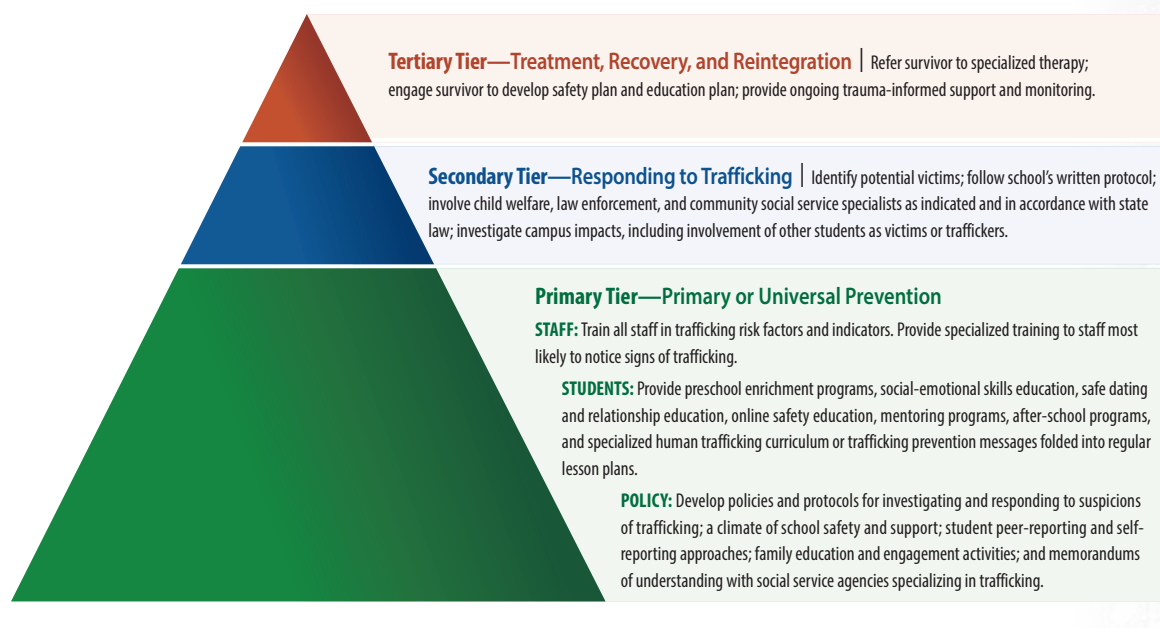 Tertiary Tier—Treatment, Recovery, and Reintegration | Refer survivor to specialized therapy;
engage survivor to develop safety plan and education plan; provide ongoing trauma-informed support and monitoring.
Secondary Tier—Responding to Trafficking | Identify potential victims; follow school’s written protocol;
involve child welfare, law enforcement, and community social service specialists as indicated and in accordance with state
law; investigate campus impacts, including involvement of other students as victims or traffickers.
Primary Tier—Primary or Universal Prevention
STAFF: Train all staff in trafficking risk factors and indicators. Provide specialized training to staff most
likely to notice signs of trafficking.
STUDENTS: Provide preschool enrichment programs, social-emotional skills education, safe dating
and relationship education, online safety education, mentoring programs, after-school programs,
and specialized human trafficking curriculum or trafficking prevention messages folded into regular
lesson plans.
POLICY: Develop policies and protocols for investigating and responding to suspicions
of trafficking; a climate of school safety and support; student peer-reporting and self-
reporting approaches; family education and engagement activities; and memorandums
of understanding with social service agencies specializing in trafficking.